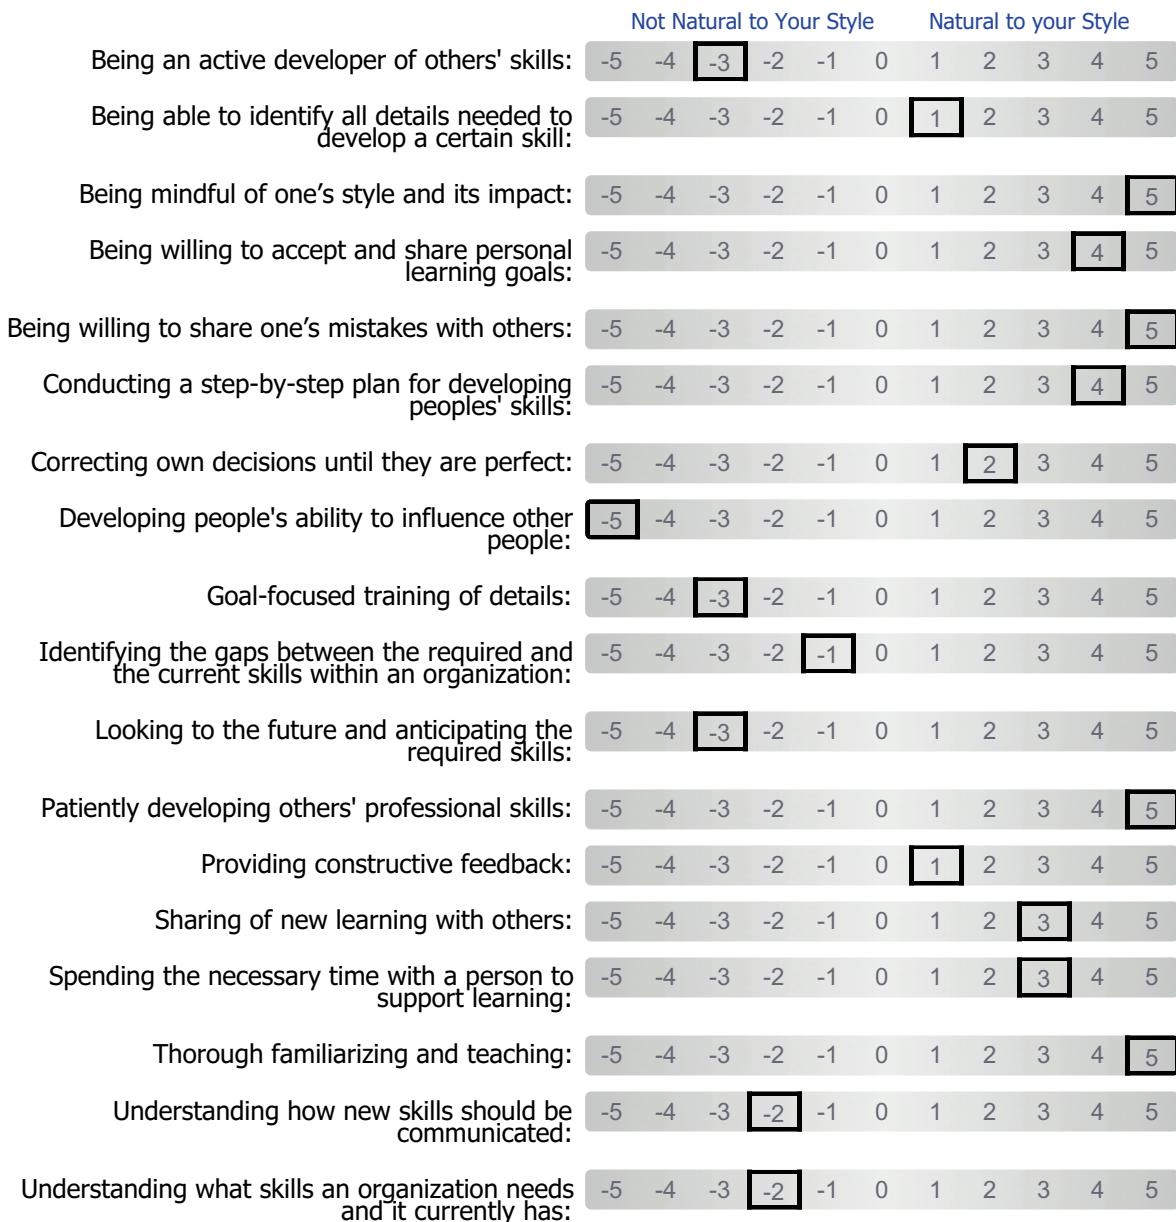 Not Natural to Your Style Natural to your Style
Being an active developer of others' skills: -5 -4 -3 -2 -1 0 1 2 3 4 5
Being able to identify all details needed to
develop a certain skill: -5 -4 -3 -2 -1 0 1 2 3 4 5
Being mindful of one’s style and its impact: -5 -4 -3 -2 -1 0 1 2 3 4 5
Being willing to accept and share personal
learning goals: -5 -4 -3 -2 -1 0 1 2 3 4 5
Being willing to share one’s mistakes with others: -5 -4 -3 -2 -1 0 1 2 3 4 5
Conducting a step-by-step plan for developing
peoples' skills: -5 -4 -3 -2 -1 0 1 2 3 4 5
Correcting own decisions until they are perfect: -5 -4 -3 -2 -1 0 1 2 3 4 5
Developing people's ability to influence other
people: -5 -4 -3 -2 -1 0 1 2 3 4 5
Goal-focused training of details: -5 -4 -3 -2 -1 0 1 2 3 4 5
Identifying the gaps between the required and
the current skills within an organization: -5 -4 -3 -2 -1 0 1 2 3 4 5
Looking to the future and anticipating the
required skills: -5 -4 -3 -2 -1 0 1 2 3 4 5
Patiently developing others' professional skills: -5 -4 -3 -2 -1 0 1 2 3 4 5
Providing constructive feedback: -5 -4 -3 -2 -1 0 1 2 3 4 5
Sharing of new learning with others: -5 -4 -3 -2 -1 0 1 2 3 4 5
Spending the necessary time with a person to
support learning: -5 -4 -3 -2 -1 0 1 2 3 4 5
Thorough familiarizing and teaching: -5 -4 -3 -2 -1 0 1 2 3 4 5
Understanding how new skills should be
communicated: -5 -4 -3 -2 -1 0 1 2 3 4 5
Understanding what skills an organization needs
and it currently has: -5 -4 -3 -2 -1 0 1 2 3 4 5